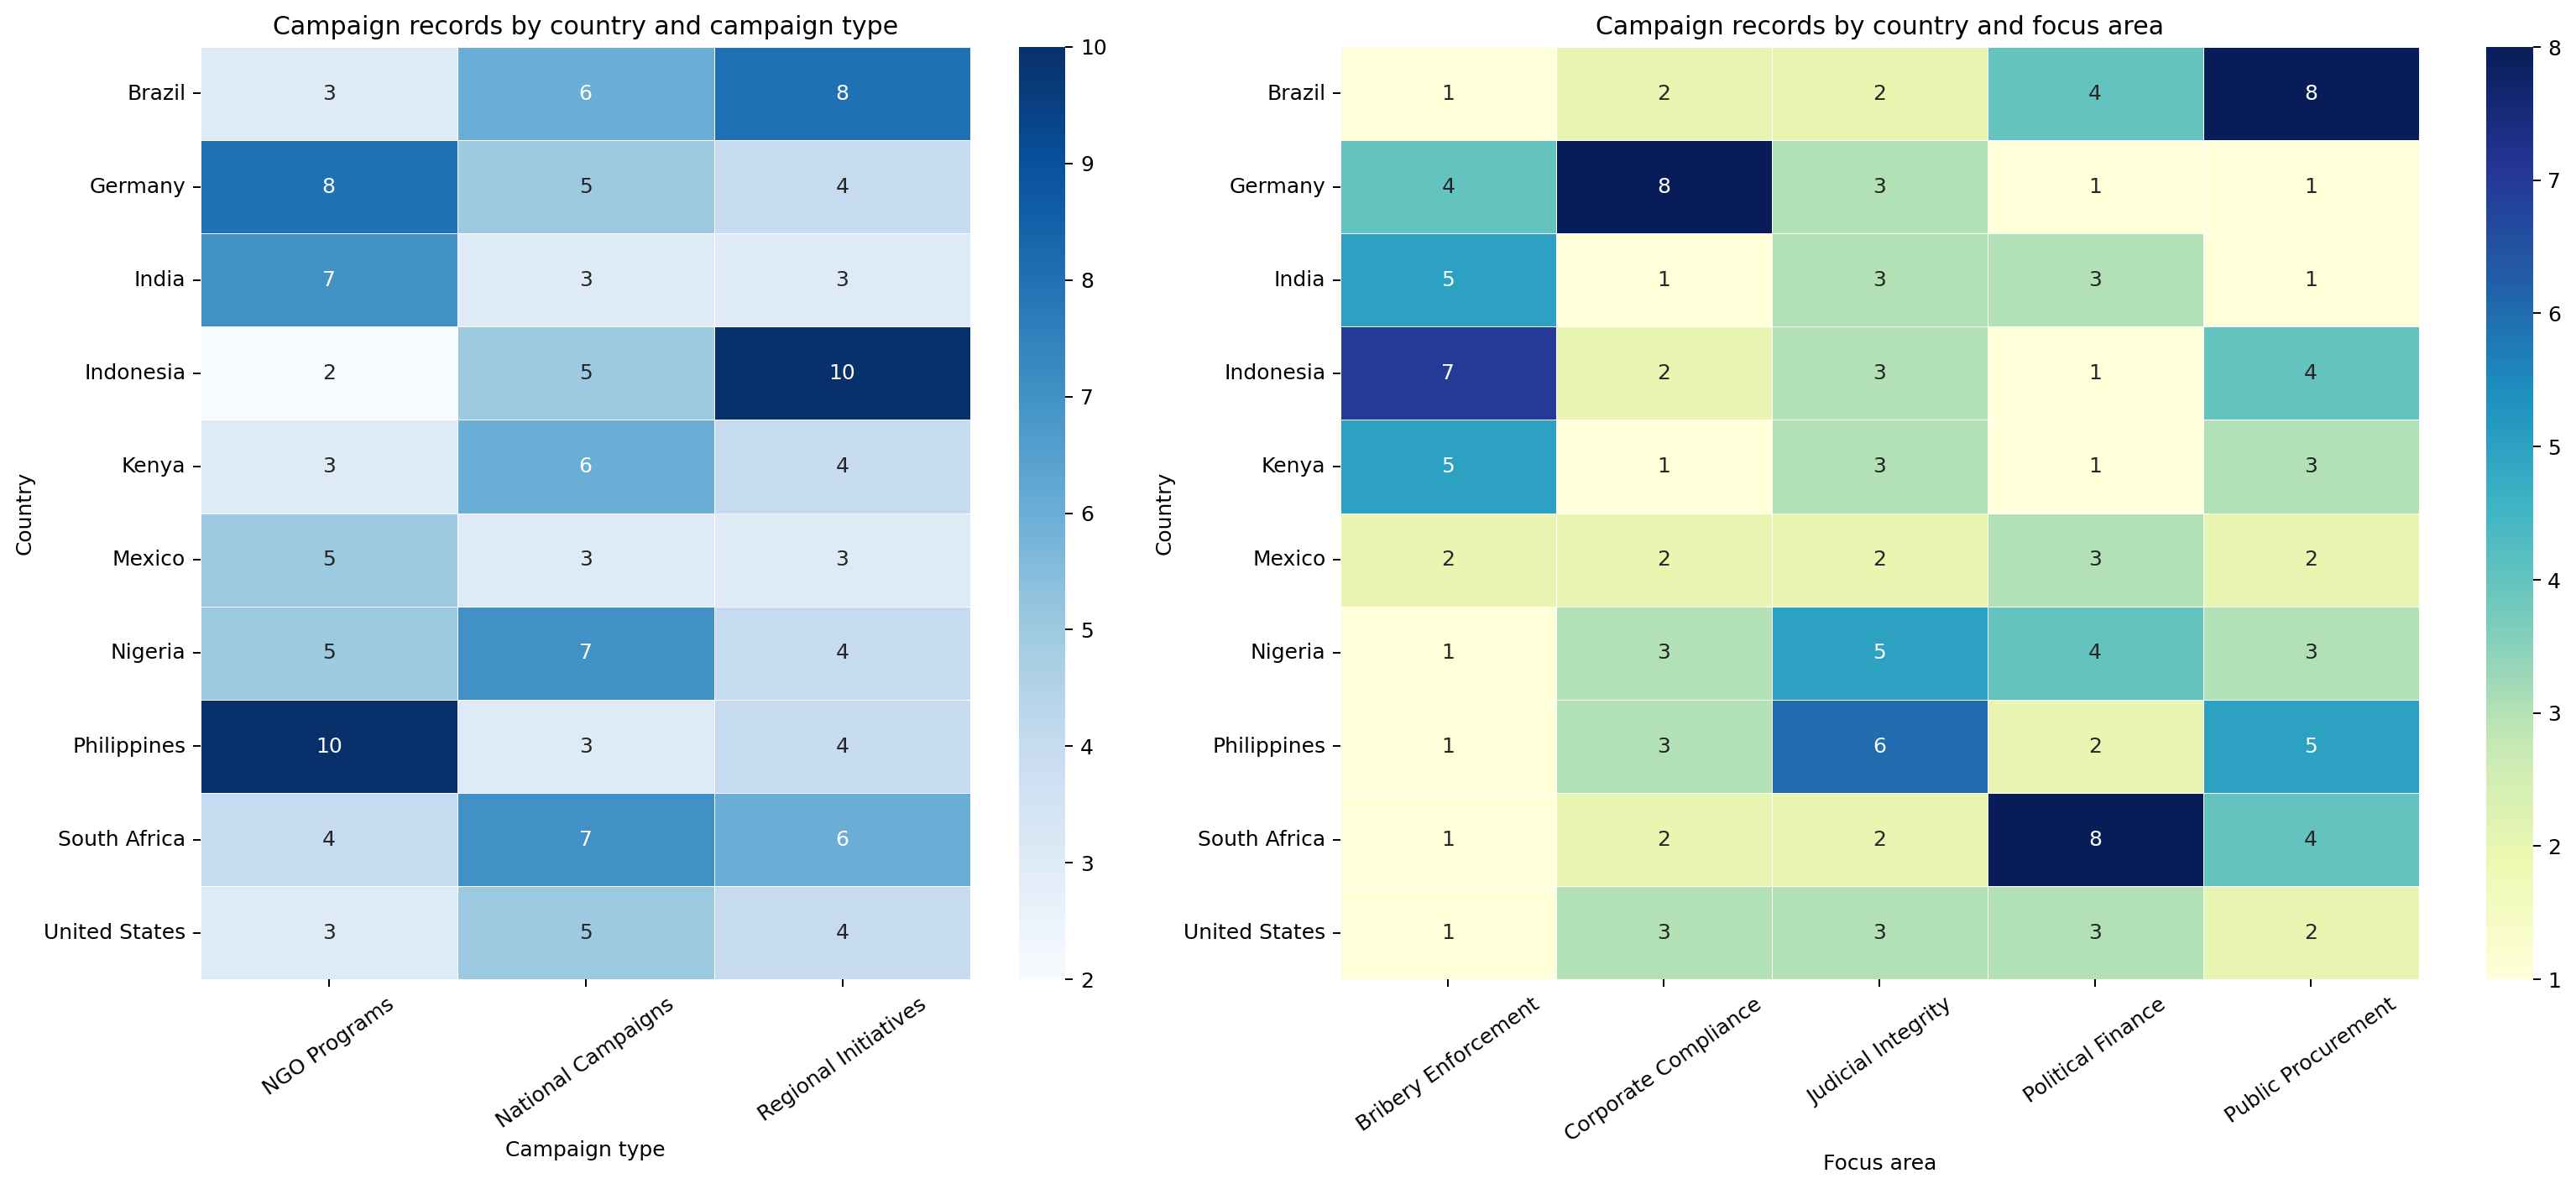 Campaign records by country and campaign type
Brazil 3 6 8
Germany 8 5 4
India 7 3 3
Indonesia 2 5 10
Kenya 3 6 4
Mexico 5 3 3
Nigeria 5 7 4
Philippines 10 3 4
South Africa 4 7 6
United States 3 5 4
Country
NGO Programs
National Campaigns
Regional Initiatives
Campaign type
10
9
8
7
6
5
4
3
2
Campaign records by country and focus area
Brazil 1 2 2 4 8
Germany 4 8 3 1 1
India 5 1 3 3 1
Indonesia 7 2 3 1 4
Kenya 5 1 3 1 3
Mexico 2 2 2 3 2
Nigeria 1 3 5 4 3
Philippines 1 3 6 2 5
South Africa 1 2 2 8 4
United States 1 3 3 3 2
Country
Bribery Enforcement
Corporate Compliance
Judicial Integrity
Political Finance
Public Procurement
Focus area
8
7
6
5
4
3
2
1